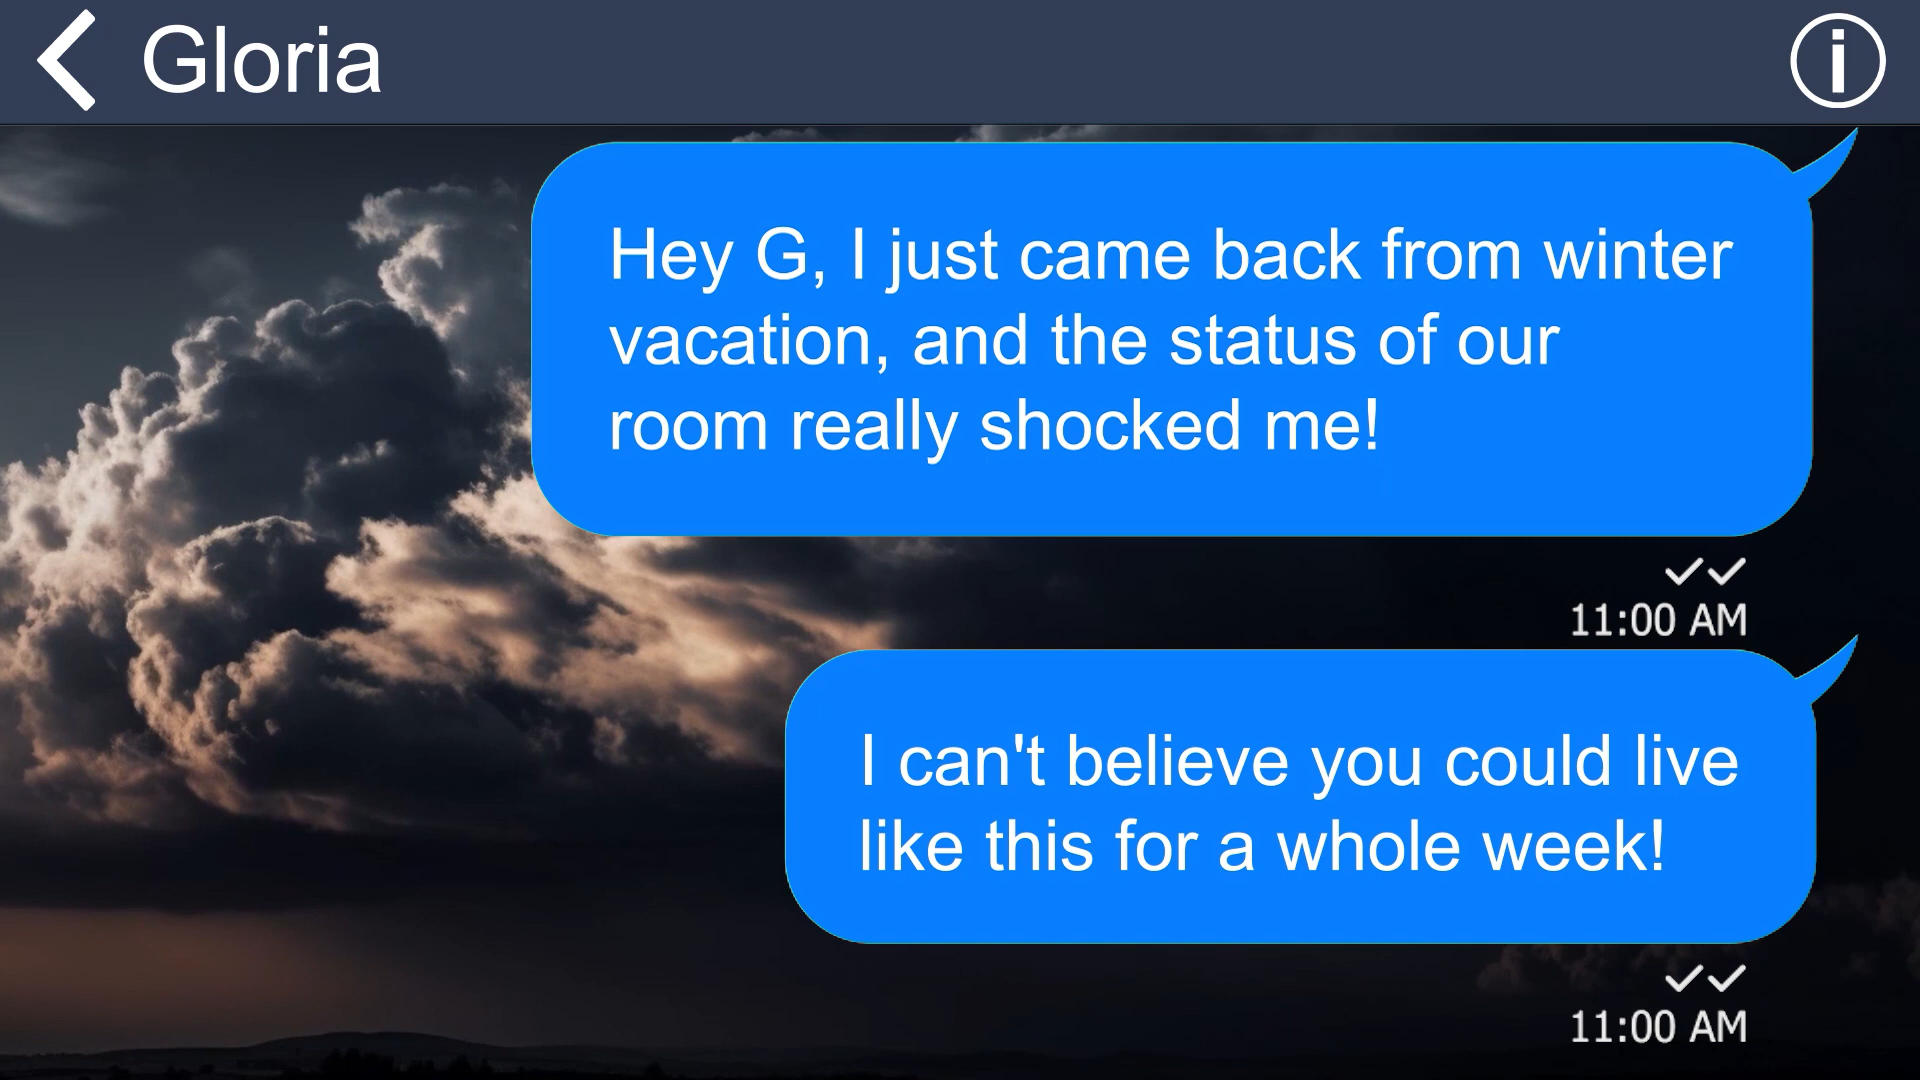 Gloria
Hey G, I just came back from winter
vacation, and the status of our
room really shocked me!
11:00 AM
I can't believe you could live
like this for a whole week!
11:00 AM